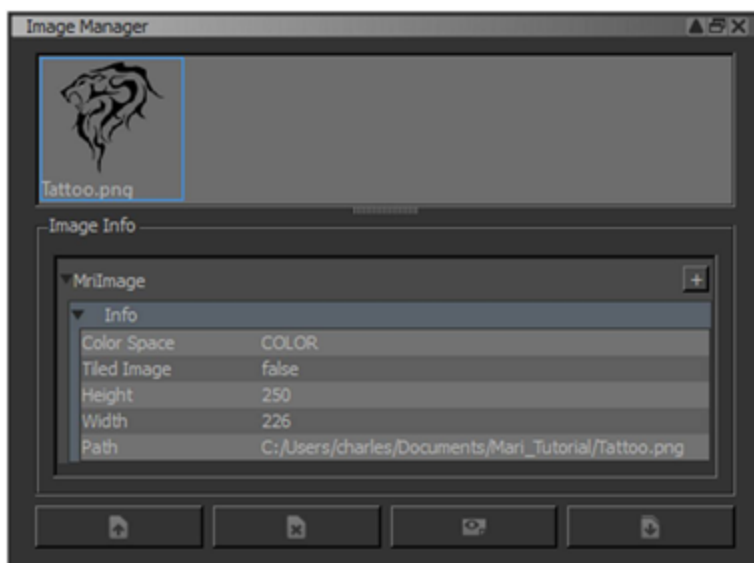 Image Manager
Tattoo.png
Image Info
MriImage
Info
Color Space COLOR
Tiled Image false
Height 250
Width 226
Path C:/Users/charles/Documents/Mari_Tutorial/Tattoo.png